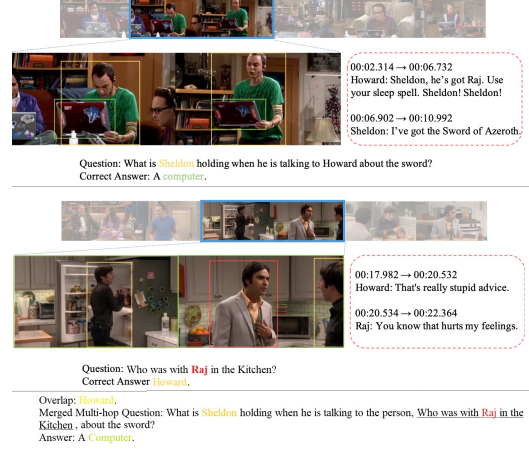 00:02.314 → 00:06.732
Howard: Sheldon, he's got Raj. Use
your sleep spell. Sheldon! Sheldon!
00:06.902 → 00:10.992
Sheldon: I've got the Sword of Azeroth.
Question: What is Sheldon holding when he is talking to Howard about the sword?
Correct Answer: A computer.
00:17.982 → 00:20.532
Howard: That's really stupid advice.
00:20.534 → 00:22.364
Raj: You know that hurts my feelings.
Question: Who was with Raj in the Kitchen?
Correct Answer Howard.
Overlap: Howard.
Merged Multi-hop Question: What is Sheldon holding when he is talking to the person, Who was with Raj in the
Kitchen , about the sword?
Answer: A Computer.